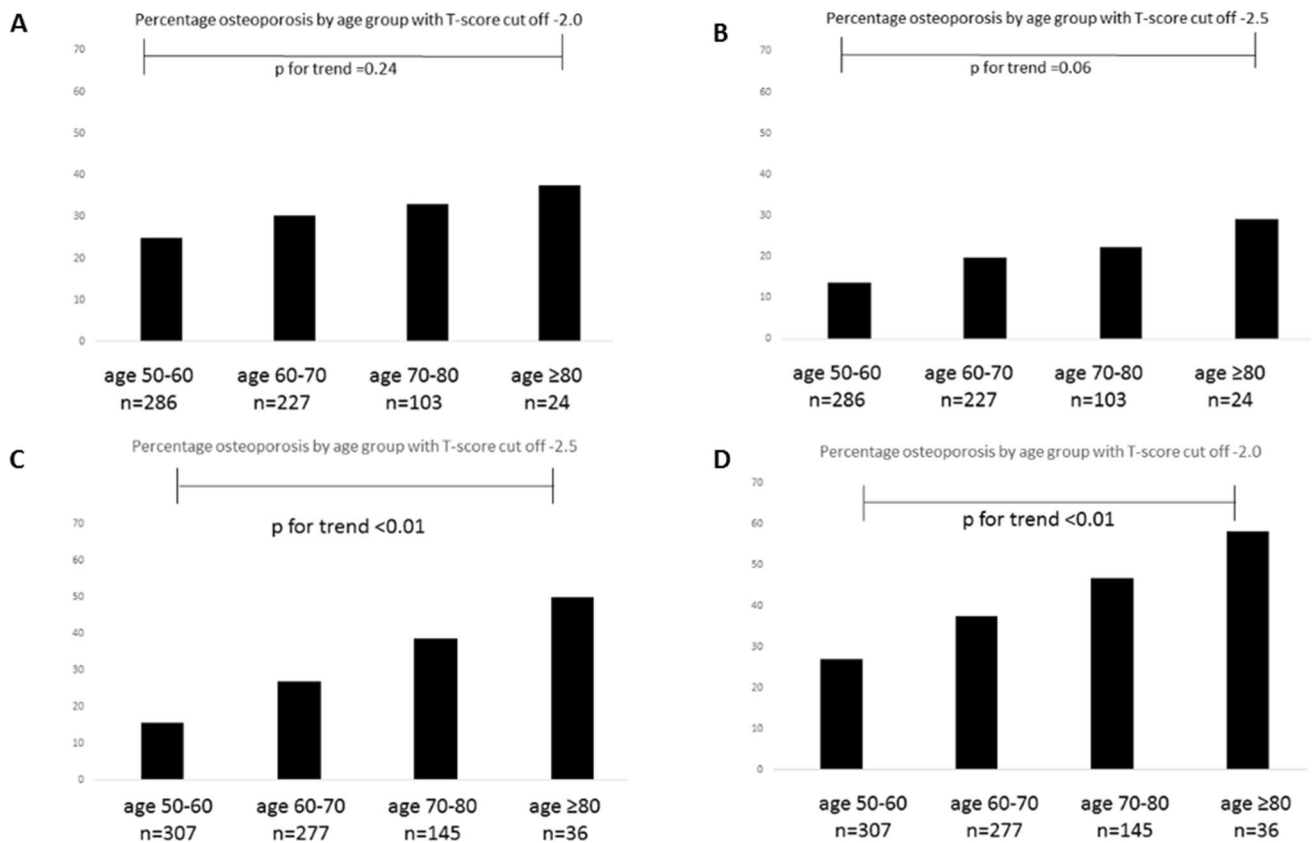 A
Percentage osteoporosis by age group with T-score cut off -2.0
70
p for trend =0.24
60
50
40
30
20
10
0
age 50-60 age 60-70 age 70-80 age ≥80
n=286 n=227 n=103 n=24
B
Percentage osteoporosis by age group with T-score cut off -2.5
70
p for trend =0.06
60
50
40
30
20
10
0
age 50-60 age 60-70 age 70-80 age ≥80
n=286 n=227 n=103 n=24
C
Percentage osteoporosis by age group with T-score cut off -2.5
p for trend <0.01
70
60
50
40
30
20
10
0
age 50-60 age 60-70 age 70-80 age ≥80
n=307 n=277 n=145 n=36
D
Percentage osteoporosis by age group with T-score cut off -2.0
70
p for trend <0.01
60
50
40
30
20
10
0
age 50-60 age 60-70 age 70-80 age ≥80
n=307 n=277 n=145 n=36